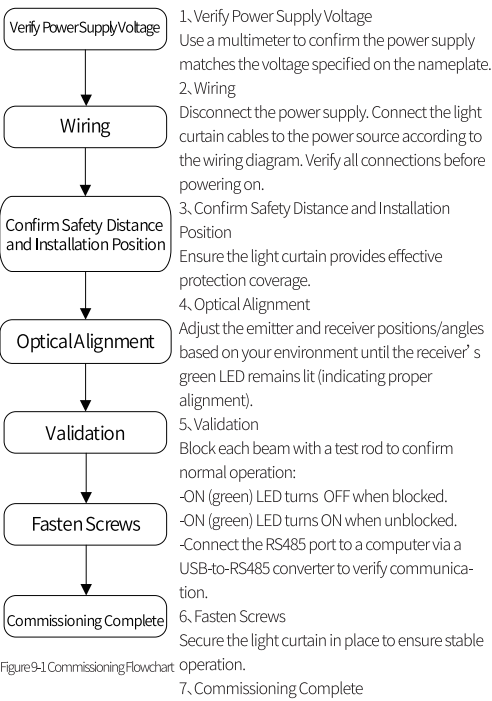 Verify Power Supply Voltage
Wiring
Confirm Safety Distance
and Installation Position
Optical Alignment
Validation
Fasten Screws
Commissioning Complete
Figure 9-1 Commissioning Flowchart
1、Verify Power Supply Voltage
Use a multimeter to confirm the power supply
matches the voltage specified on the nameplate.
2、Wiring
Disconnect the power supply. Connect the light
curtain cables to the power source according to
the wiring diagram. Verify all connections before
powering on.
3、Confirm Safety Distance and Installation
Position
Ensure the light curtain provides effective
protection coverage.
4、Optical Alignment
Adjust the emitter and receiver positions/angles
based on your environment until the receiver’s
green LED remains lit (indicating proper
alignment).
5、Validation
Block each beam with a test rod to confirm
normal operation:
-ON (green) LED turns OFF when blocked.
-ON (green) LED turns ON when unblocked.
-Connect the RS485 port to a computer via a
USB-to-RS485 converter to verify communica-
tion.
6、Fasten Screws
Secure the light curtain in place to ensure stable
operation.
7、Commissioning Complete